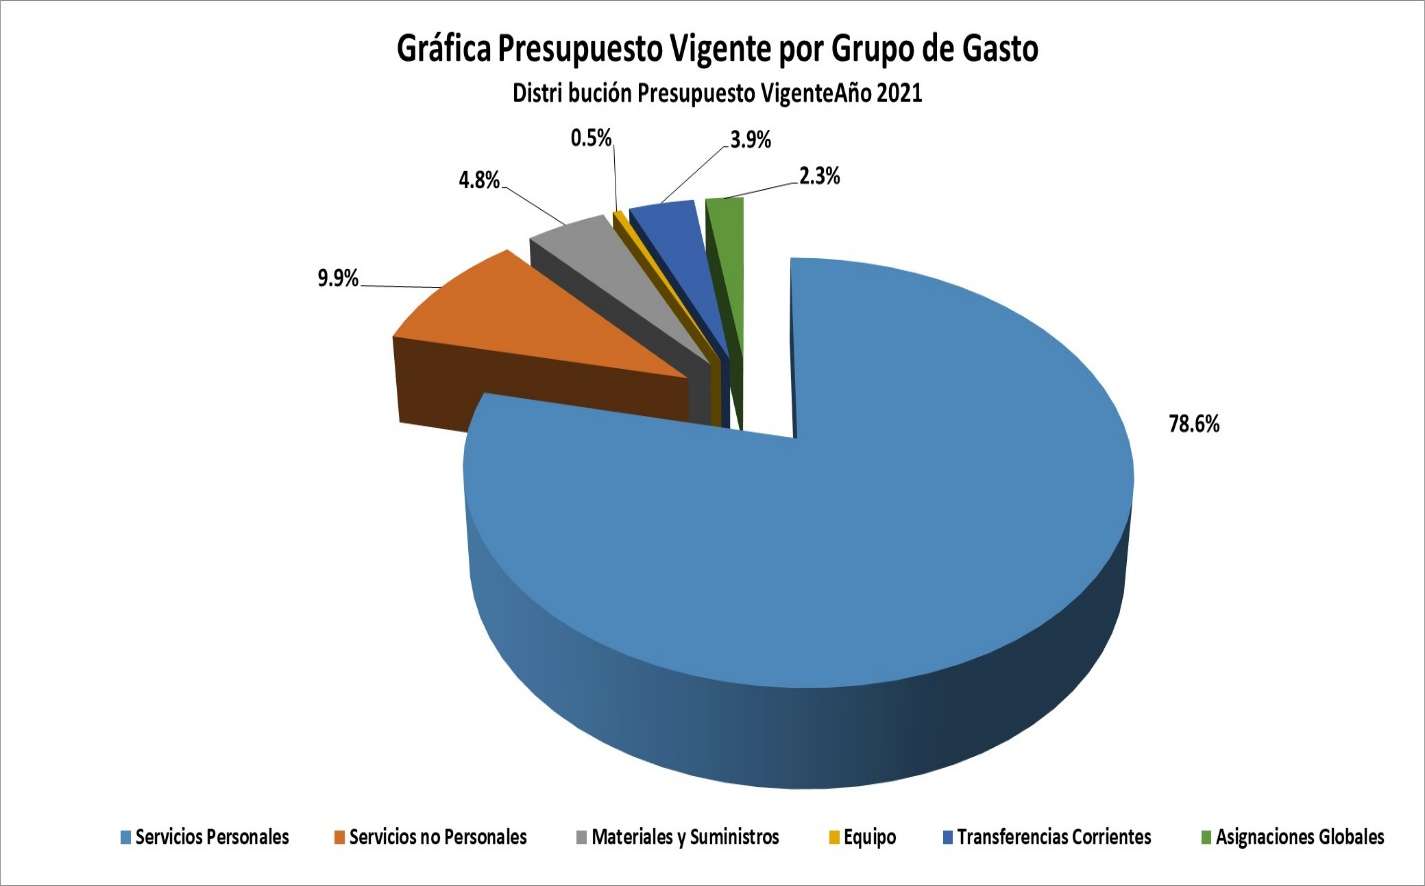 Gráfica Presupuesto Vigente por Grupo de Gasto
Distri bución Presupuesto VigenteAño 2021
0.5%
3.9%
4.8%
2.3%
9.9%
78.6%
Servicios Personales
Servicios no Personales
Materiales y Suministros
Equipo
Transferencias Corrientes
Asignaciones Globales